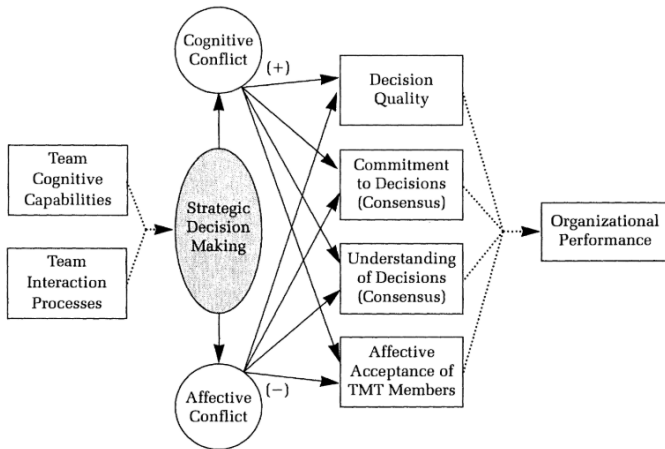 Cognitive
Conflict
(+)
Decision
Quality
Team
Cognitive
Capabilities
Commitment
to Decisions
(Consensus)
Strategic
Decision
Making
Organizational
Performance
Team
Interaction
Processes
Understanding
of Decisions
(Consensus)
Affective
Acceptance of
TMT Members
(−)
Affective
Conflict